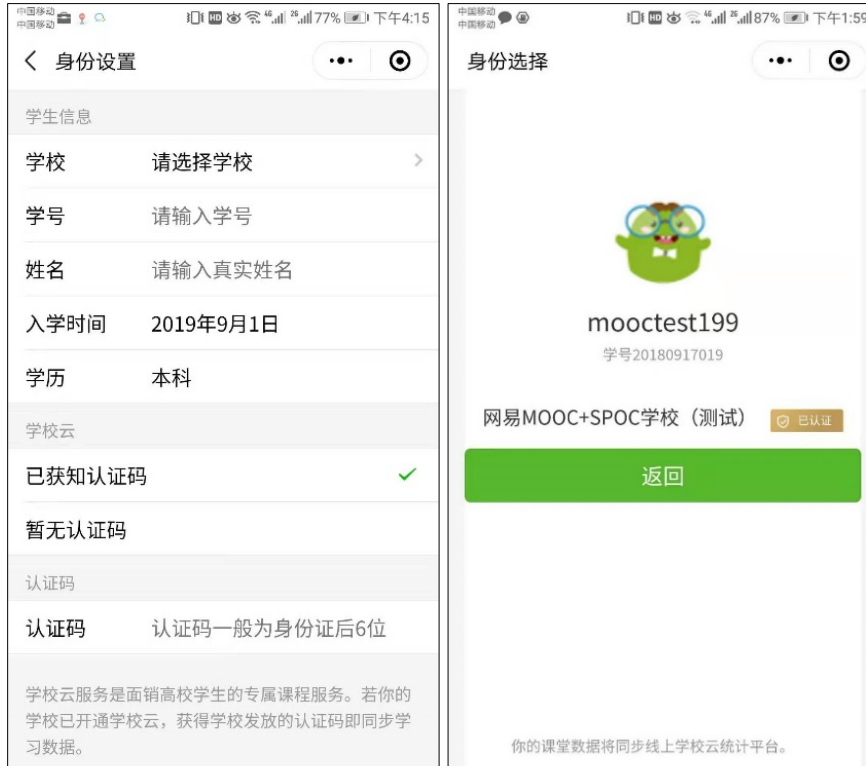 中国移动
中国移动
HD 46 26 77% 下午4:15
身份设置
学生信息
学校 请选择学校
学号 请输入学号
姓名 请输入真实姓名
入学时间 2019年9月1日
学历 本科
学校云
已获知认证码
暂无认证码
认证码
认证码 认证码一般为身份证后6位
学校云服务是面销高校学生的专属课程服务。若你的
学校已开通学校云，获得学校发放的认证码即同步学
习数据。
中国移动
中国移动
HD 46 26 87% 下午1:59
身份选择
mooctest199
学号20180917019
网易MOOC+SPOC学校（测试） 已认证
返回
你的课堂数据将同步线上学校云统计平台。